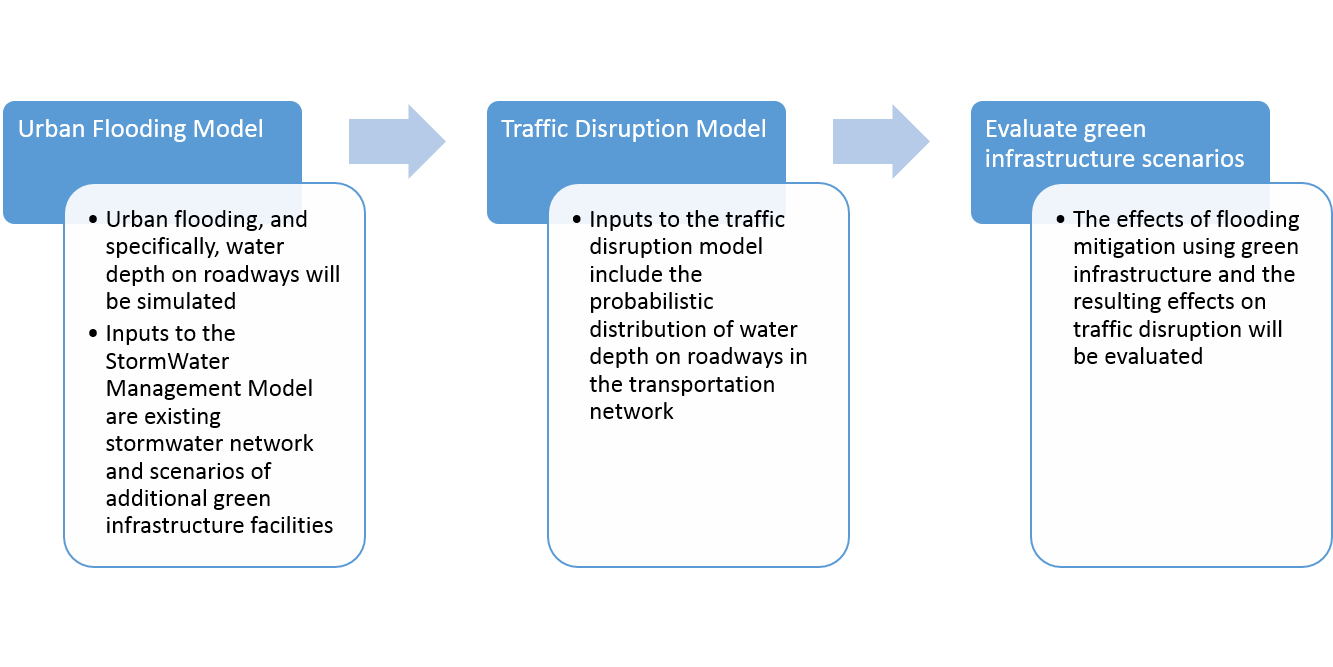 Urban Flooding Model
• Urban flooding, and
specifically, water
depth on roadways will
be simulated
• Inputs to the
StormWater
Management Model
are existing
stormwater network
and scenarios of
additional green
infrastructure facilities
Traffic Disruption Model
• Inputs to the traffic
disruption model
include the
probabilistic
distribution of water
depth on roadways in
the transportation
network
Evaluate green
infrastructure scenarios
• The effects of flooding
mitigation using green
infrastructure and the
resulting effects on
traffic disruption will
be evaluated